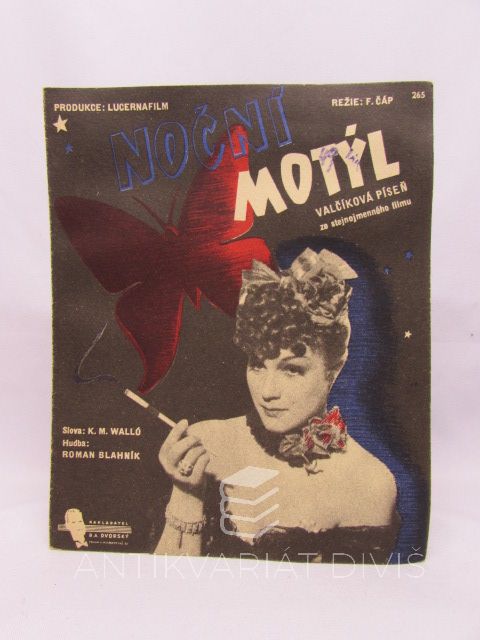 PRODUKCE: LUCERNAFILM
REŽIE: F. ČÁP
265
NOČNÍ
MOTÝL
VALČÍKOVÁ PÍSEŇ
ze stejnojmenného filmu
Slova: K. M. WALLÓ
Hudba:
ROMAN BLAHNÍK
NAKLADATEL
R. A. DVORSKÝ
ANTIKVARIÁT DIVIŠ